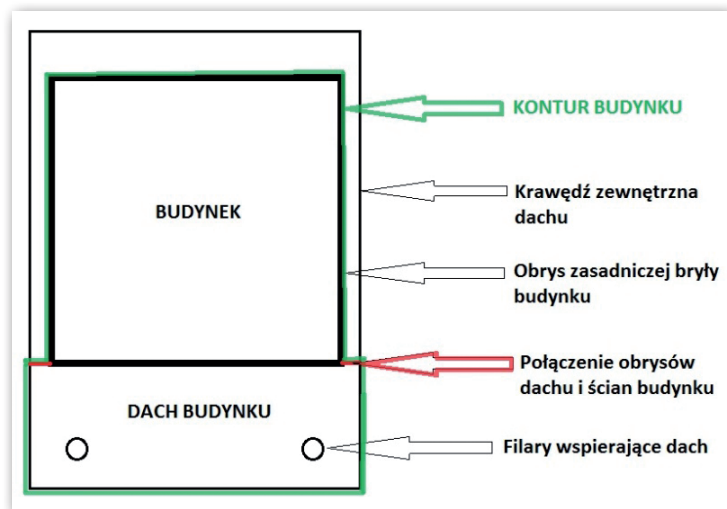 KONTUR BUDYNKU
Krawędź zewnętrzna
dachu
BUDYNEK
Obrys zasadniczej bryły
budynku
Połączenie obrysów
dachu i ścian budynku
DACH BUDYNKU
Filary wspierające dach